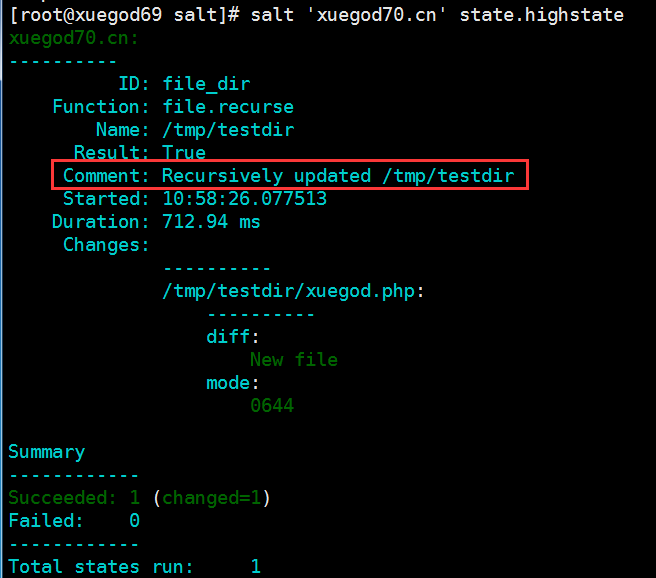 [root@xuegod69 salt]# salt 'xuegod70.cn' state.highstate
xuegod70.cn:
----------
          ID: file_dir
    Function: file.recurse
        Name: /tmp/testdir
      Result: True
     Comment: Recursively updated /tmp/testdir
     Started: 10:58:26.077513
    Duration: 712.94 ms
     Changes:
              ----------
              /tmp/testdir/xuegod.php:
                  ----------
                  diff:
                      New file
                  mode:
                      0644

Summary
------------
Succeeded: 1 (changed=1)
Failed:    0
------------
Total states run:     1